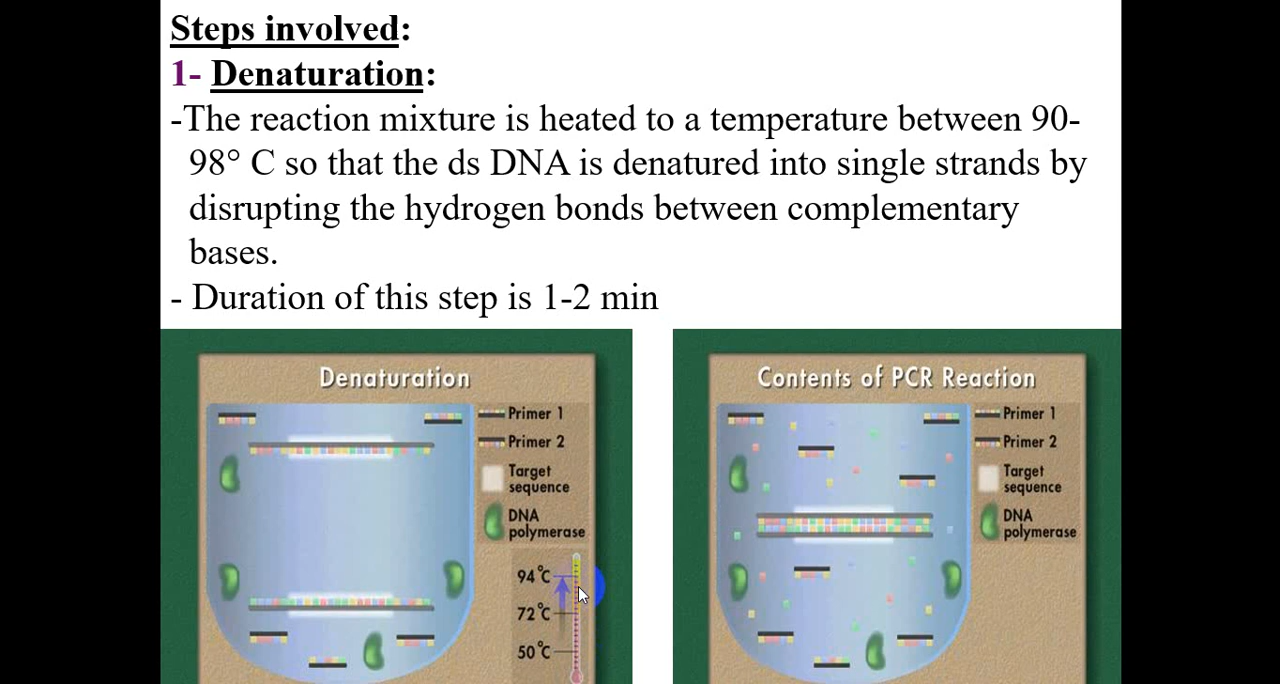 Steps involved:
1- Denaturation:
-The reaction mixture is heated to a temperature between 90-
98° C so that the ds DNA is denatured into single strands by
disrupting the hydrogen bonds between complementary
bases.
- Duration of this step is 1-2 min
Denaturation
Primer 1
Primer 2
Target
sequence
DNA
polymerase
94°C
72°C
50°C
Contents of PCR Reaction
Primer 1
Primer 2
Target
sequence
DNA
polymerase